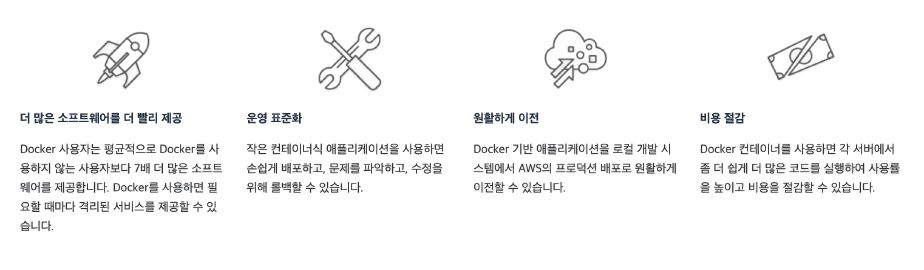 더 많은 소프트웨어를 더 빨리 제공
Docker 사용자는 평균적으로 Docker를 사
용하지 않는 사용자보다 7배 더 많은 소프트
웨어를 제공합니다. Docker를 사용하면 필
요할 때마다 격리된 서비스를 제공할 수 있
습니다.
운영 표준화
작은 컨테이너식 애플리케이션을 사용하면
손쉽게 배포하고, 문제를 파악하고, 수정을
위해 롤백할 수 있습니다.
원활하게 이전
Docker 기반 애플리케이션을 로컬 개발 시
스템에서 AWS의 프로덕션 배포로 원활하게
이전할 수 있습니다.
비용 절감
Docker 컨테이너를 사용하면 각 서버에서
좀 더 쉽게 더 많은 코드를 실행하여 사용률
을 높이고 비용을 절감할 수 있습니다.